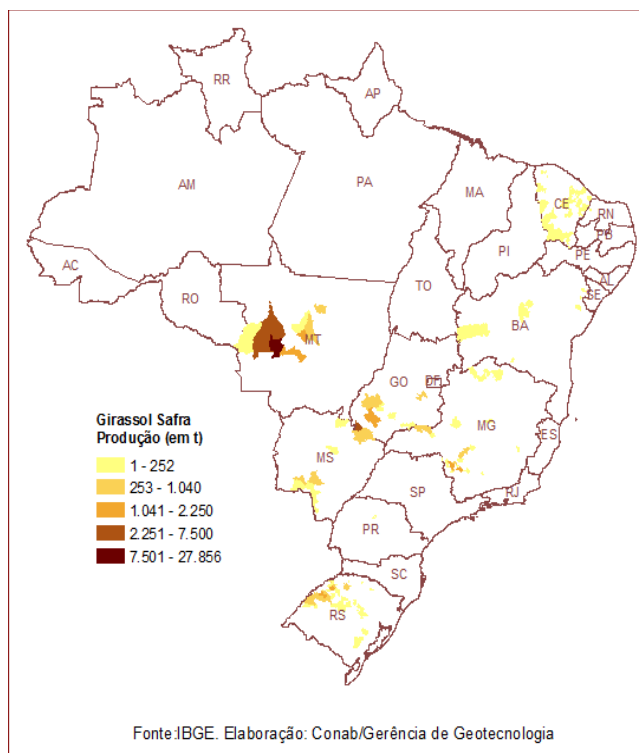 RR
AP
AM
PA
MA
CE
RN
PB
PE
PI
AC
AL
SE
TO
RO
BA
MT
GO
DF
MG
ES
MS
SP
RJ
PR
SC
RS
Girassol Safra
Produção (em t)
1 - 252
253 - 1.040
1.041 - 2.250
2.251 - 7.500
7.501 - 27.856
Fonte:IBGE. Elaboração: Conab/Gerência de Geotecnologia